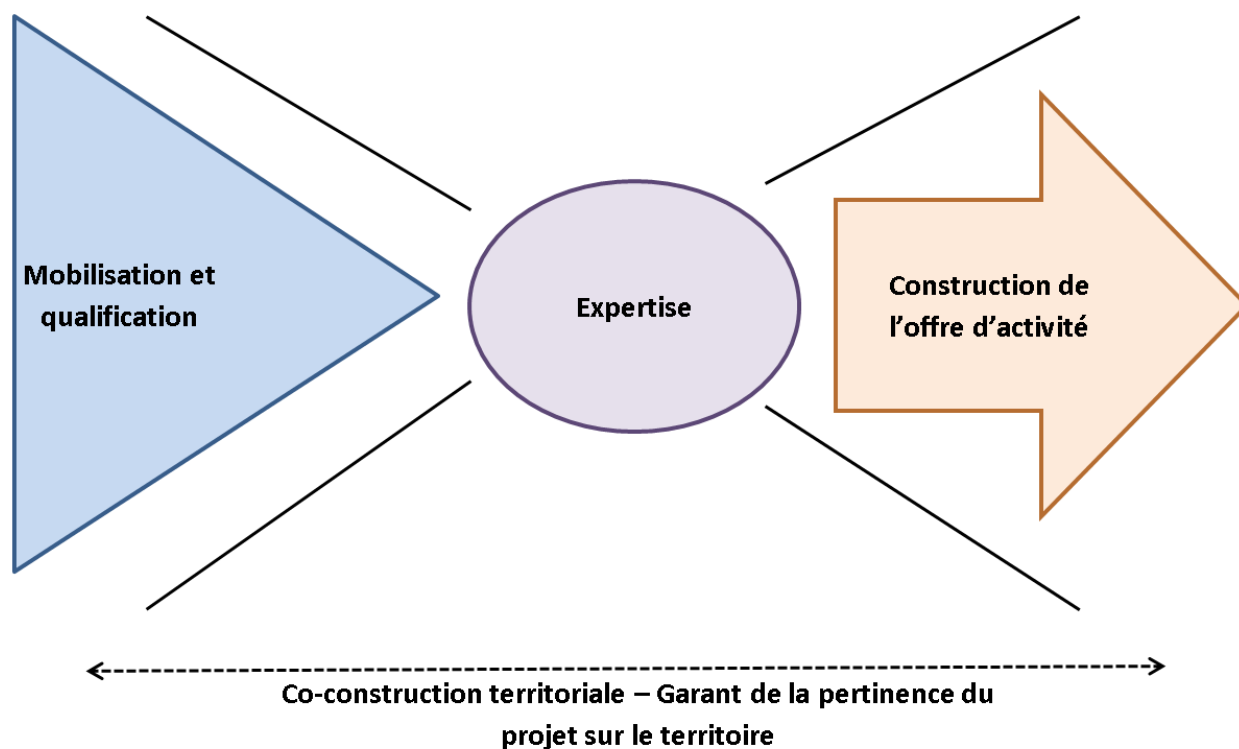 Mobilisation et
qualification
Expertise
Construction de
l’offre d’activité
Co-construction territoriale – Garant de la pertinence du
projet sur le territoire